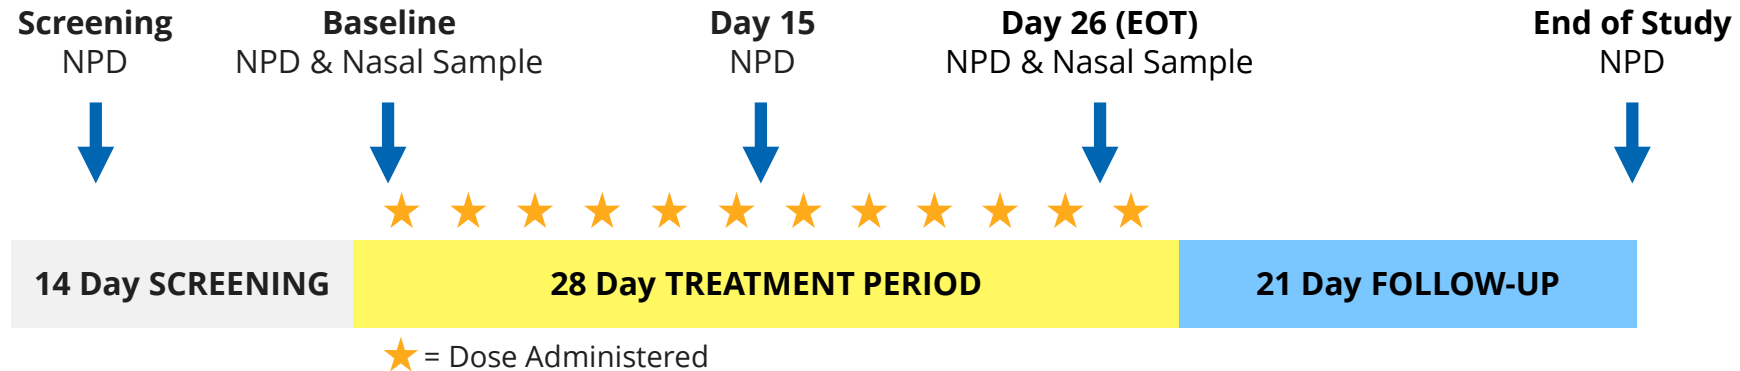 Screening
NPD
Baseline
NPD & Nasal Sample
Day 15
NPD
Day 26 (EOT)
NPD & Nasal Sample
End of Study
NPD
14 Day SCREENING
28 Day TREATMENT PERIOD
21 Day FOLLOW-UP
= Dose Administered